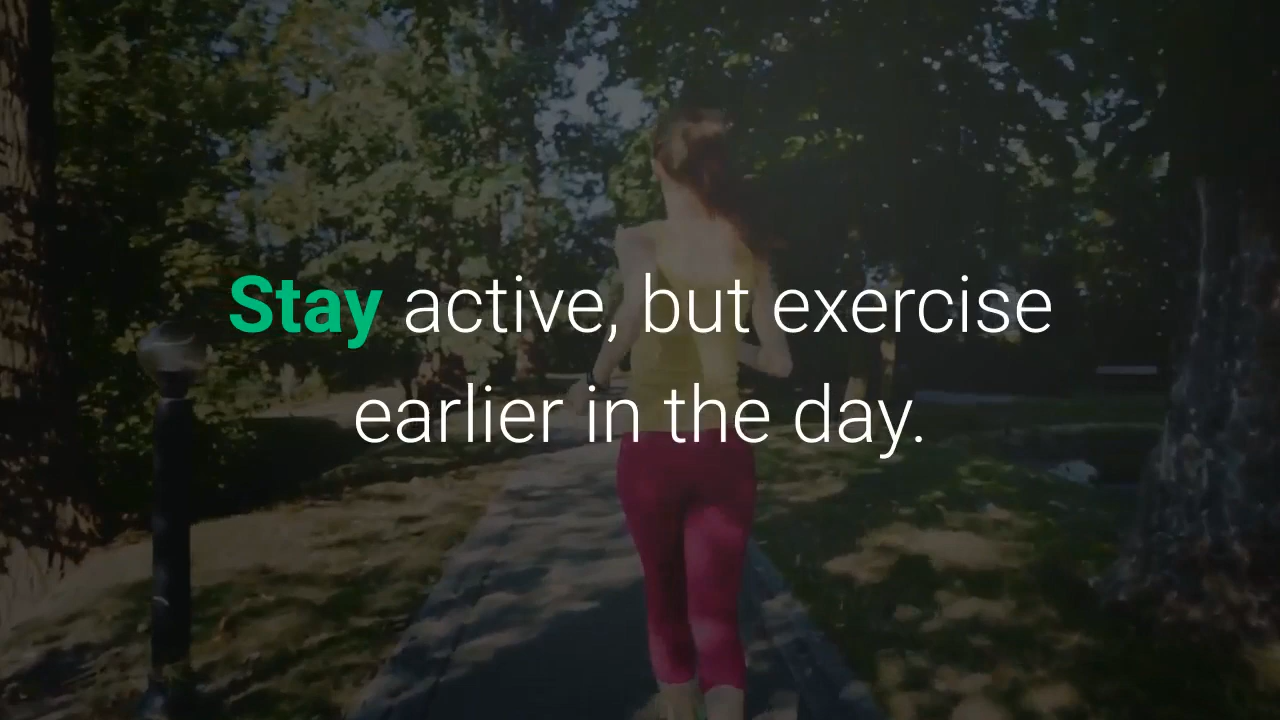 Stay active, but exercise
earlier in the day.